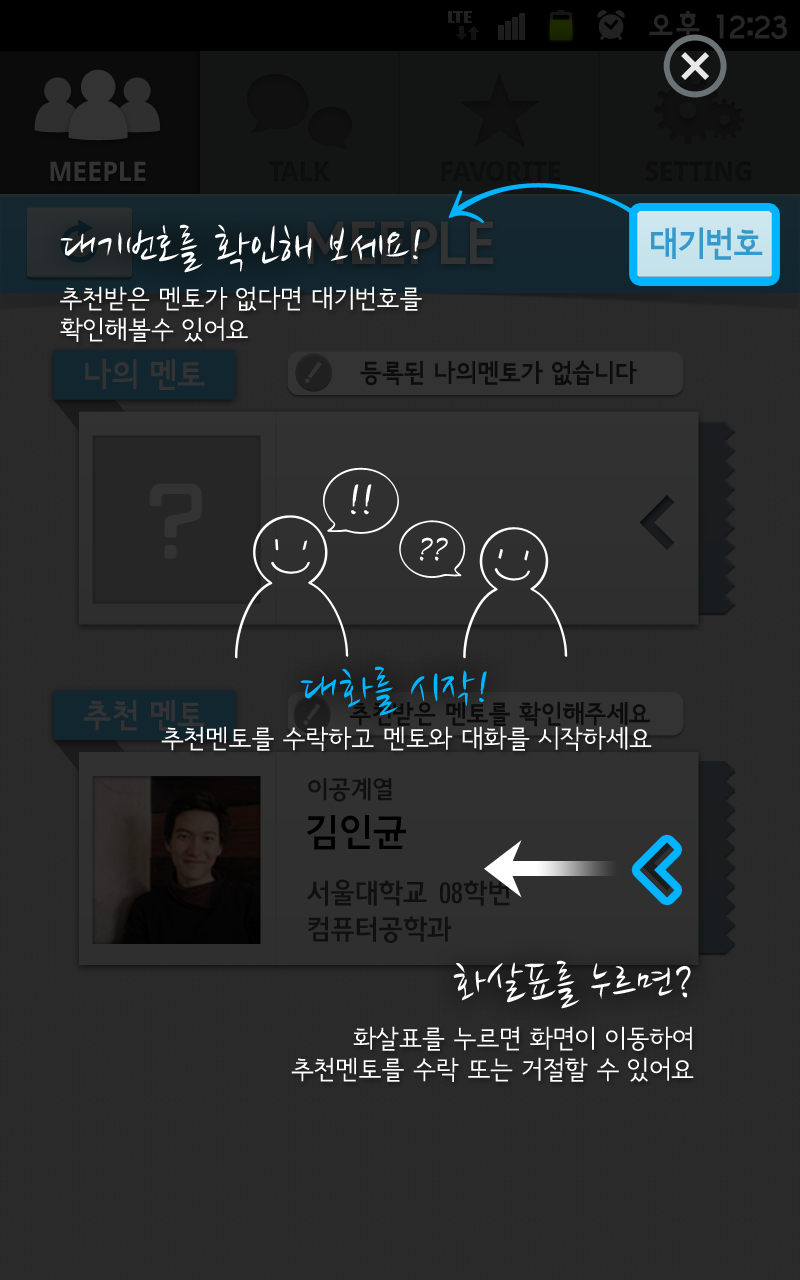 LTE 오후 12:23
MEEPLE TALK FAVORITE SETTING
MEEPLE
대기번호
대기번호를 확인해 보세요!
추천받은 멘토가 없다면 대기번호를
확인해볼수 있어요
나의 멘토
등록된 나의멘토가 없습니다
?
!!
??
대화를 시작!
추천 멘토
추천받은 멘토를 확인해주세요
추천멘토를 수락하고 멘토와 대화를 시작하세요
이공계열
김인균
서울대학교 08학번
컴퓨터공학과
화살표를 누르면?
화살표를 누르면 화면이 이동하여
추천멘토를 수락 또는 거절할 수 있어요